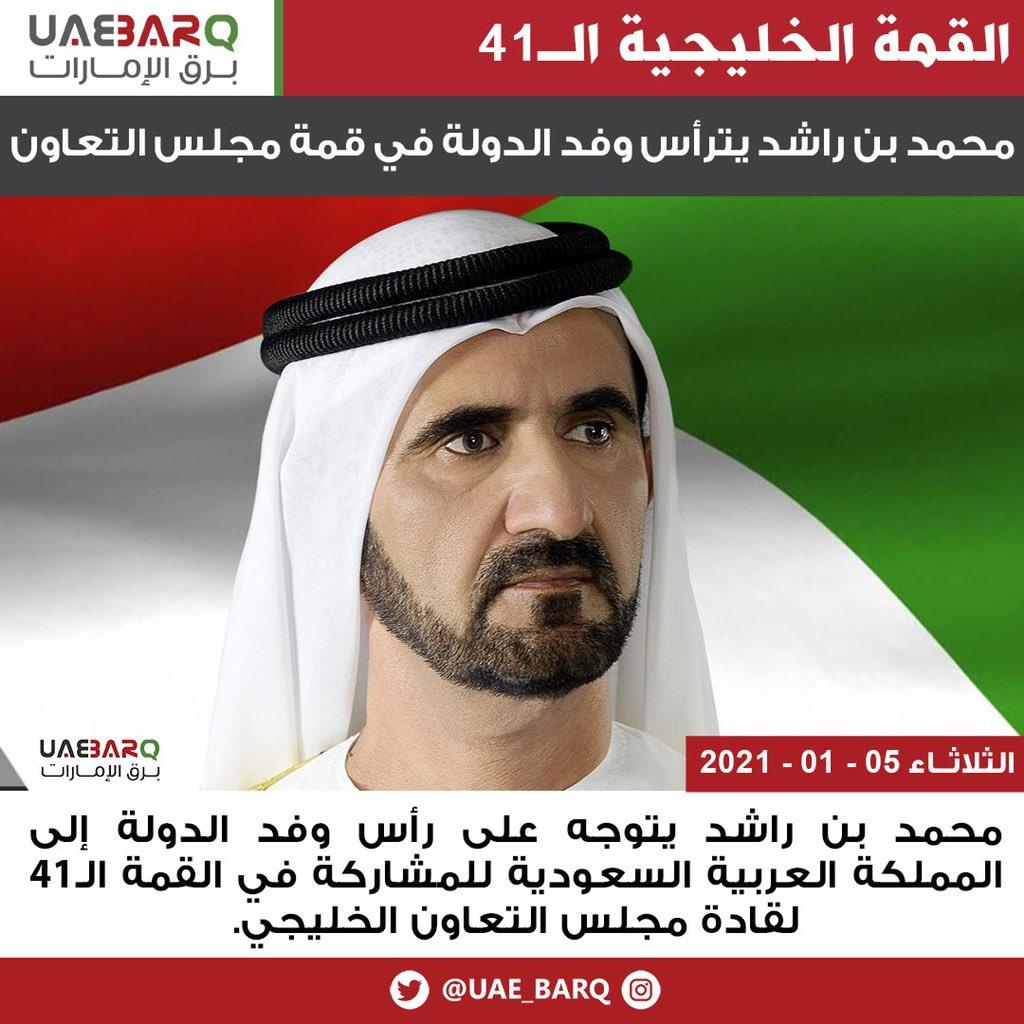 UAEBARQ
برق الإمارات
القمة الخليجية الـ41
محمد بن راشد يترأس وفد الدولة في قمة مجلس التعاون
UAEBARQ
برق الإمارات
الثلاثاء 05 - 01 - 2021
محمد بن راشد يتوجه على رأس وفد الدولة إلى
المملكة العربية السعودية للمشاركة في القمة الـ41
لقادة مجلس التعاون الخليجي.
@UAE_BARQ